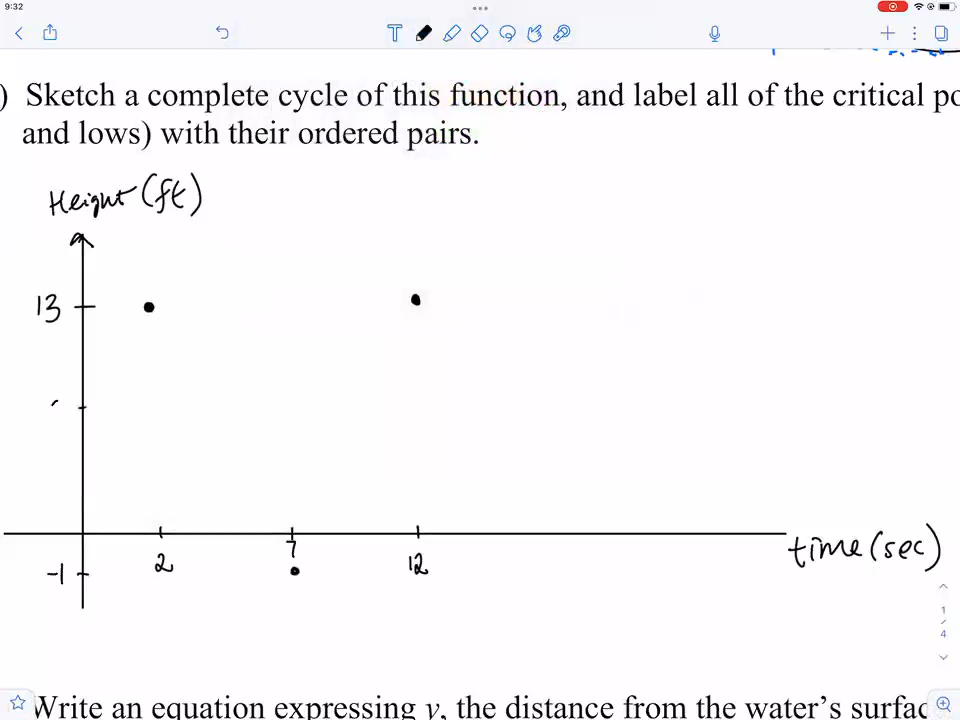 9:32
) Sketch a complete cycle of this function, and label all of the critical po
and lows) with their ordered pairs.
Height (ft)
13
2
7
12
time (sec)
-1
1
4
Write an equation expressing y, the distance from the water's surfac